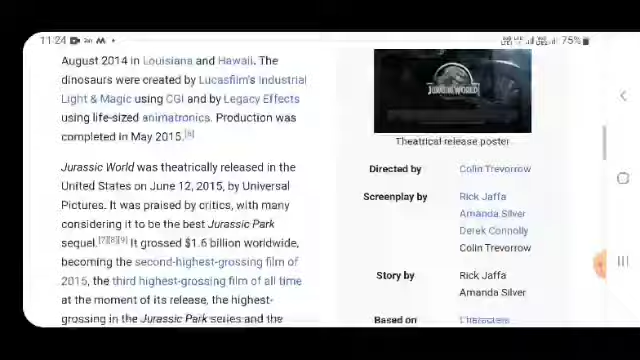 11:24
75%
August 2014 in Louisiana and Hawaii. The
dinosaurs were created by Lucasfilm's Industrial
Light & Magic using CGI and by Legacy Effects
using life-sized animatronics. Production was
completed in May 2015.[6]
Jurassic World was theatrically released in the
United States on June 12, 2015, by Universal
Pictures. It was praised by critics, with many
considering it to be the best Jurassic Park
sequel.[7][8][9] It grossed $1.6 billion worldwide,
becoming the second-highest-grossing film of
2015, the third highest-grossing film of all time
at the moment of its release, the highest-
grossing in the Jurassic Park series and the
JURASSIC WORLD
Theatrical release poster
Directed by Colin Trevorrow
Screenplay by Rick Jaffa
Amanda Silver
Derek Connolly
Colin Trevorrow
Story by Rick Jaffa
Amanda Silver
Based on Characters